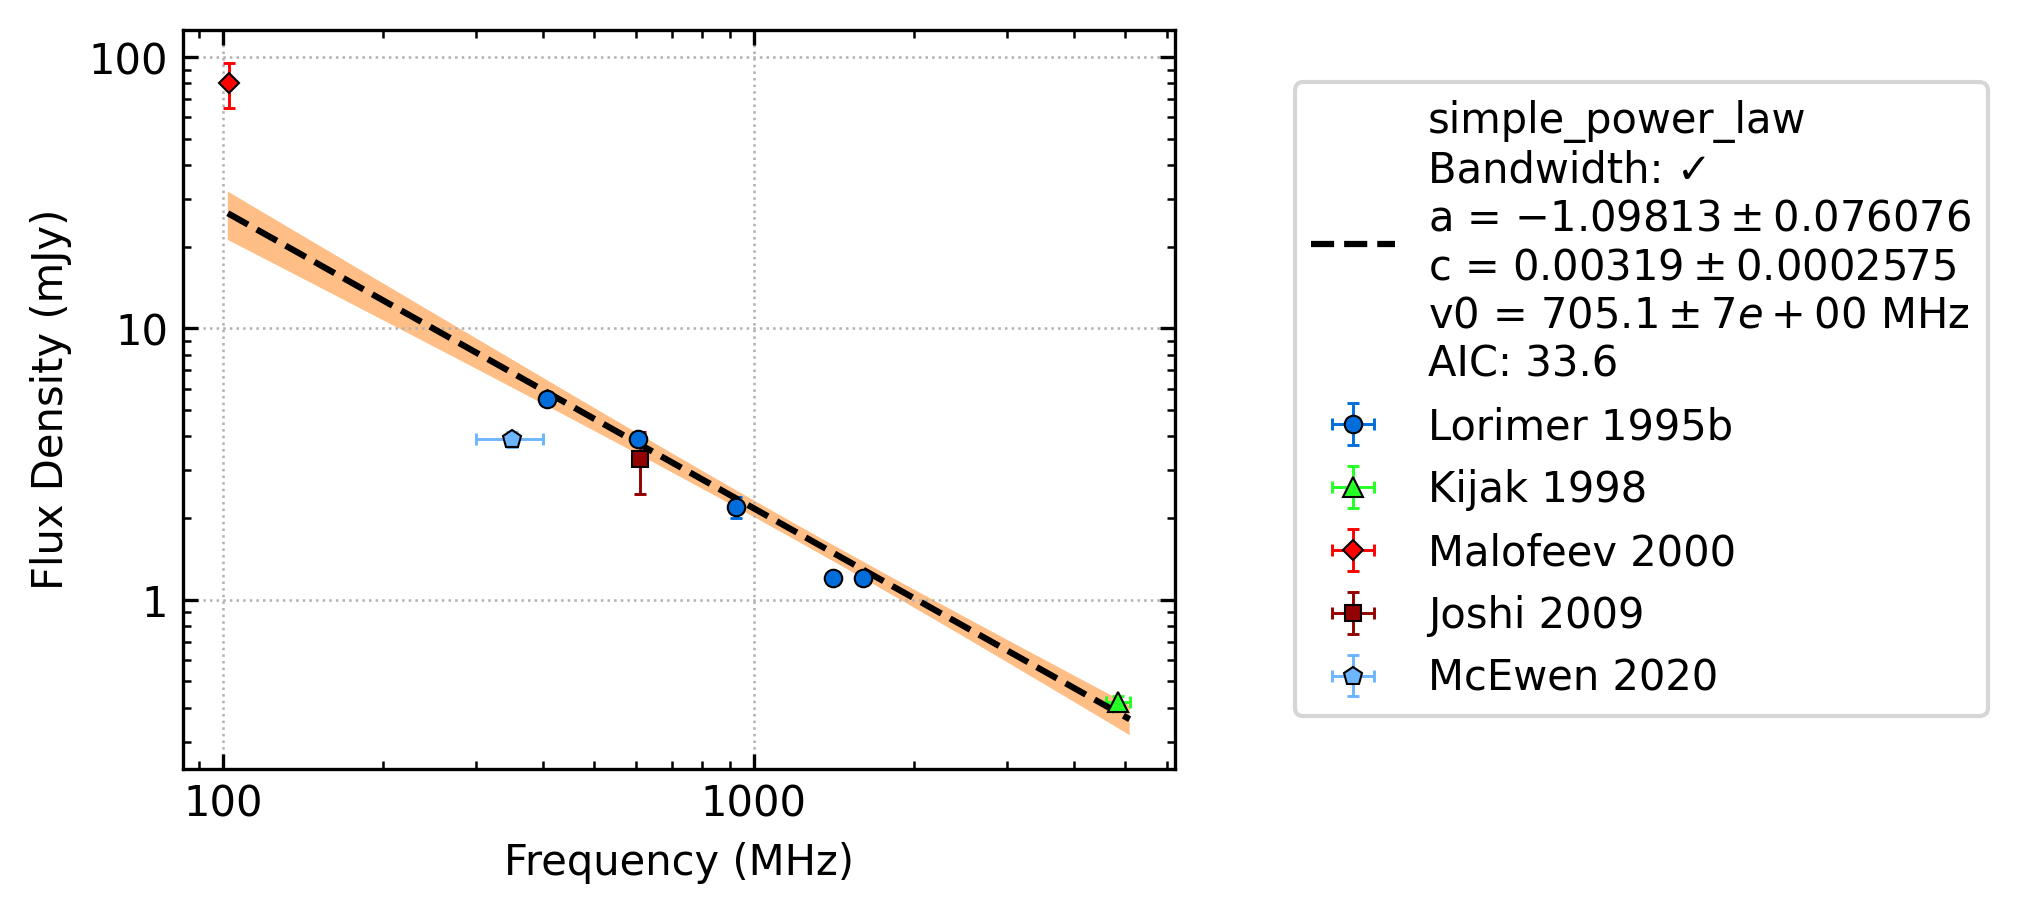 100
10
1
Flux Density (mJy)
100
1000
Frequency (MHz)
simple_power_law
Bandwidth: ✓
a = −1.09813 ± 0.076076
c = 0.00319 ± 0.0002575
v0 = 705.1 ± 7e + 00 MHz
AIC: 33.6
Lorimer 1995b
Kijak 1998
Malofeev 2000
Joshi 2009
McEwen 2020